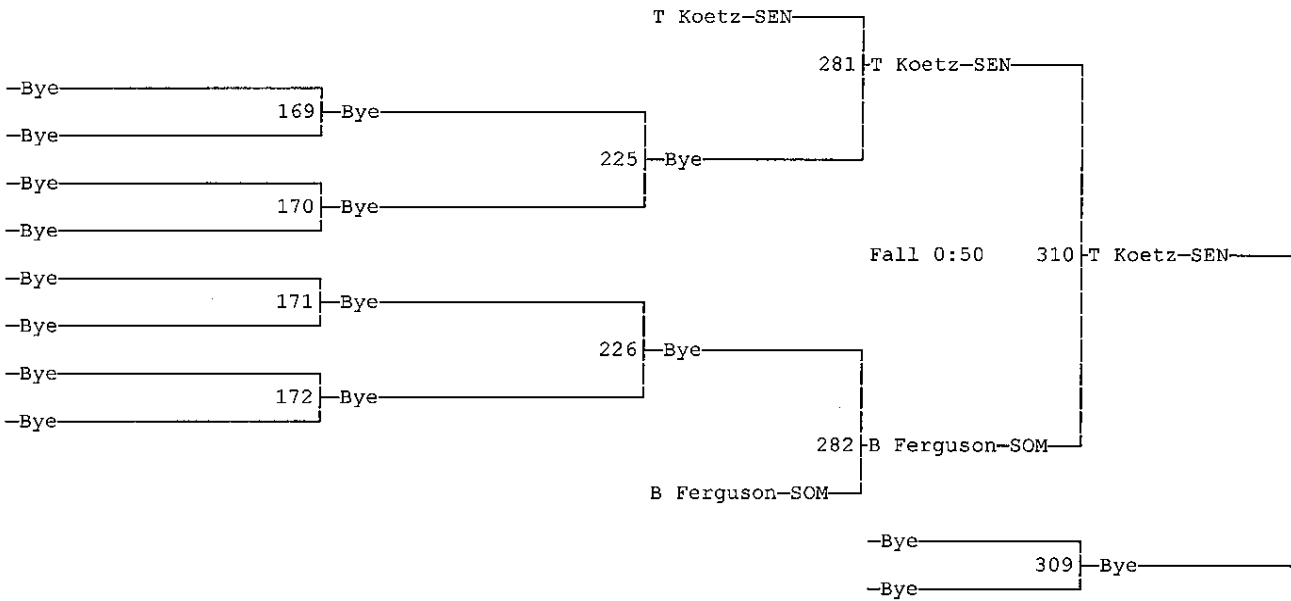 T Koetz-SEN
281 T Koetz-SEN
-Bye
169 -Bye
-Bye
225 -Bye
-Bye
170 -Bye
-Bye
Fall 0:50 310 T Koetz-SEN
-Bye
171 -Bye
-Bye
226 -Bye
-Bye
172 -Bye
-Bye
282 B Ferguson-SOM
B Ferguson-SOM
-Bye
309 -Bye
-Bye